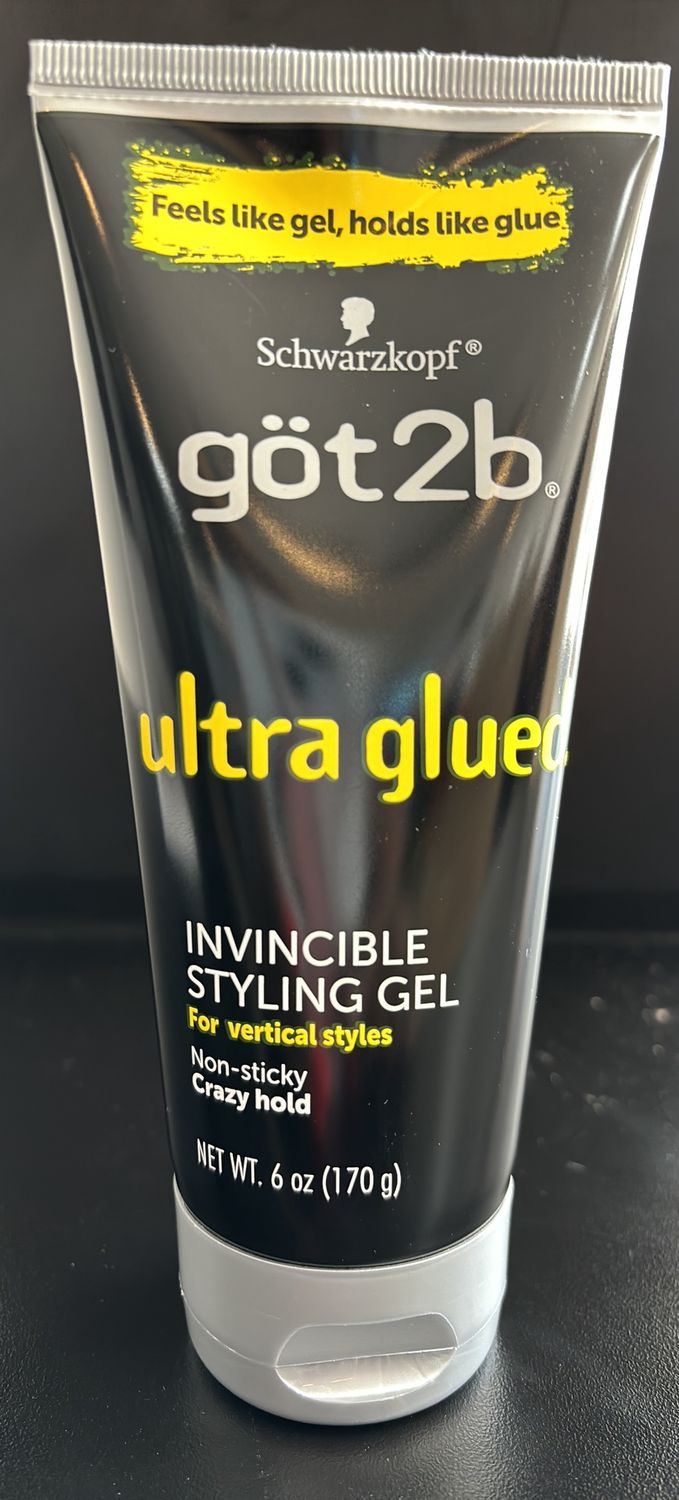 Feels like gel, holds like glue
Schwarzkopf®
göt2b®
ultra glued
INVINCIBLE
STYLING GEL
For vertical styles
Non-sticky
Crazy hold
NET WT. 6 oz (170 g)